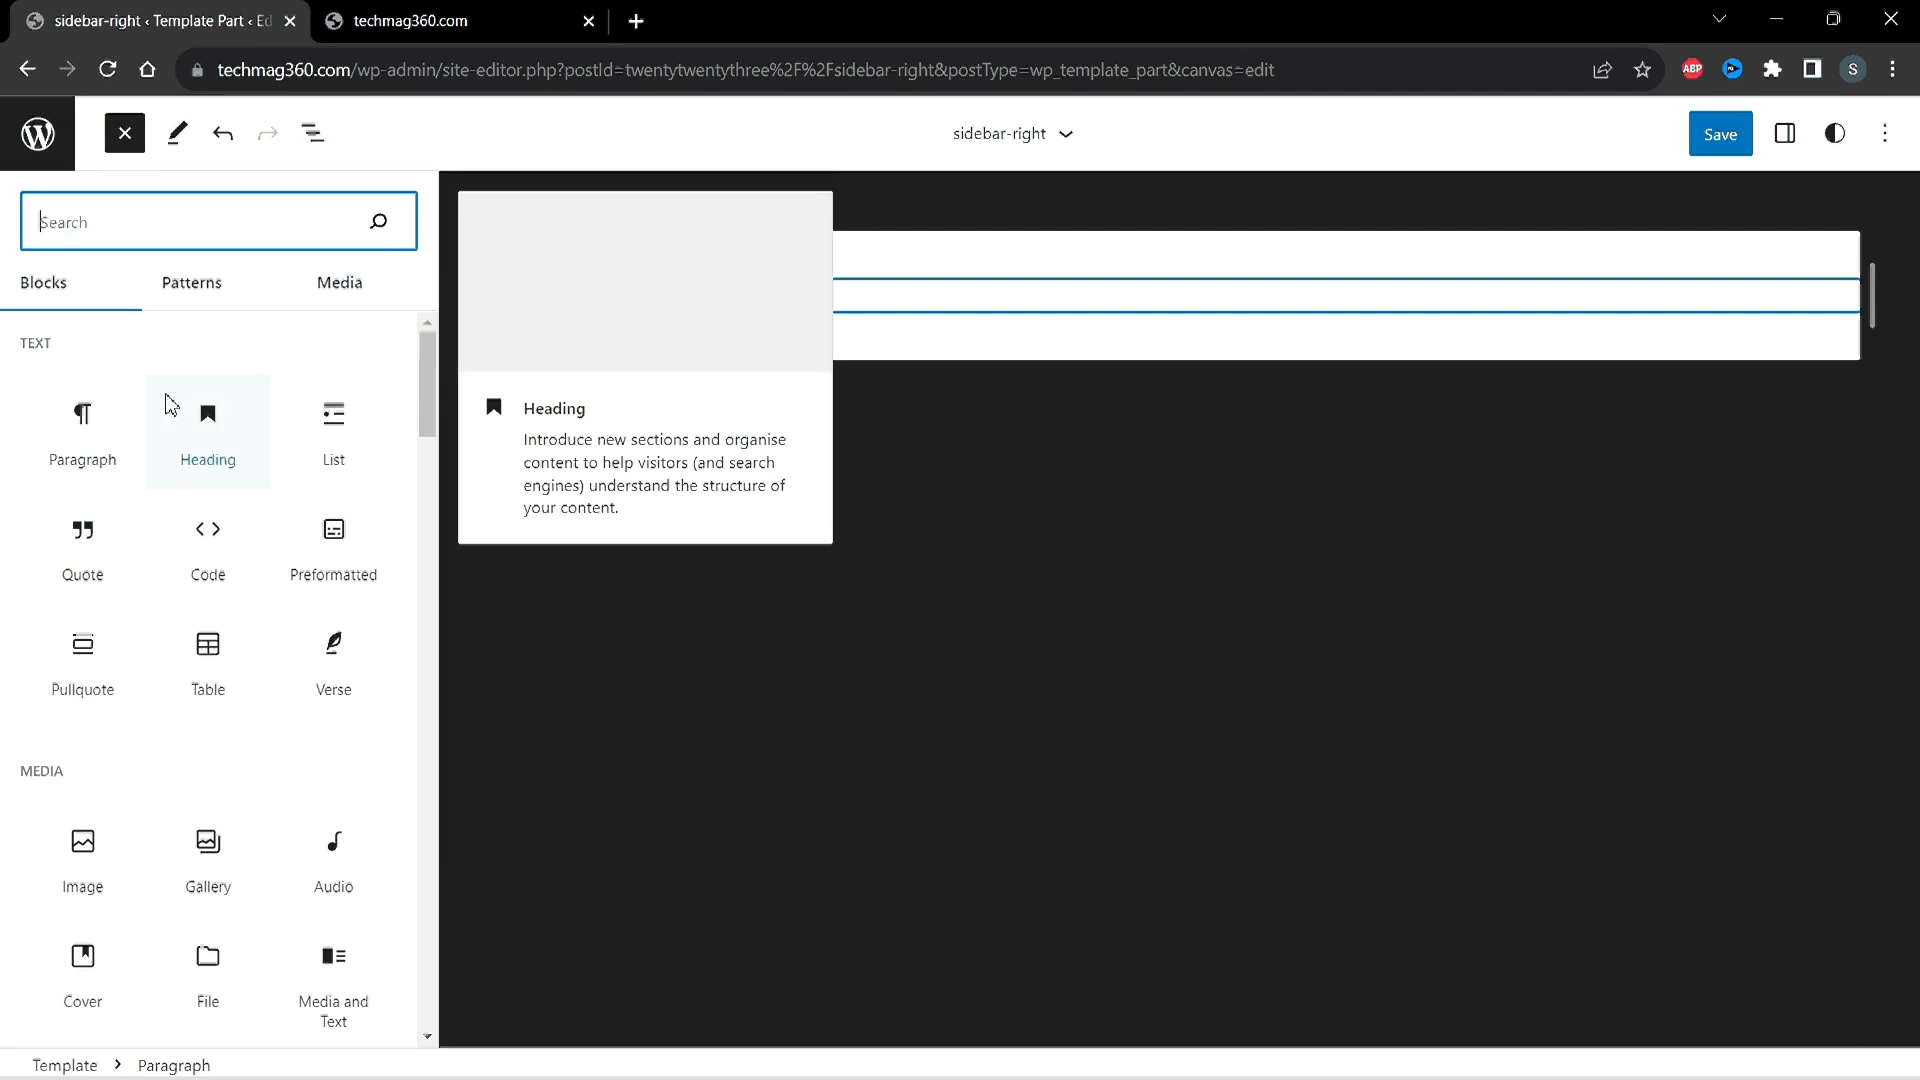 sidebar-right ‹ Template Part ‹ Ed
techmag360.com
techmag360.com/wp-admin/site-editor.php?postId=twentytwentythree%2F%2Fsidebar-right&postType=wp_template_part&canvas=edit
ABP
S
sidebar-right
Save
Search
Blocks
Patterns
Media
TEXT
Paragraph
Heading
List
Quote
Code
Preformatted
Pullquote
Table
Verse
MEDIA
Image
Gallery
Audio
Cover
File
Media and
Text
Heading
Introduce new sections and organise
content to help visitors (and search
engines) understand the structure of
your content.
Template
Paragraph